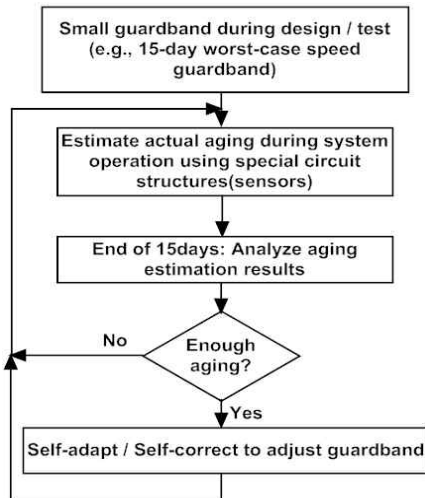 Small guardband during design / test
(e.g., 15-day worst-case speed
guardband)
Estimate actual aging during system
operation using special circuit
structures(sensors)
End of 15days: Analyze aging
estimation results
Enough
aging?
No
Yes
Self-adapt / Self-correct to adjust guardband